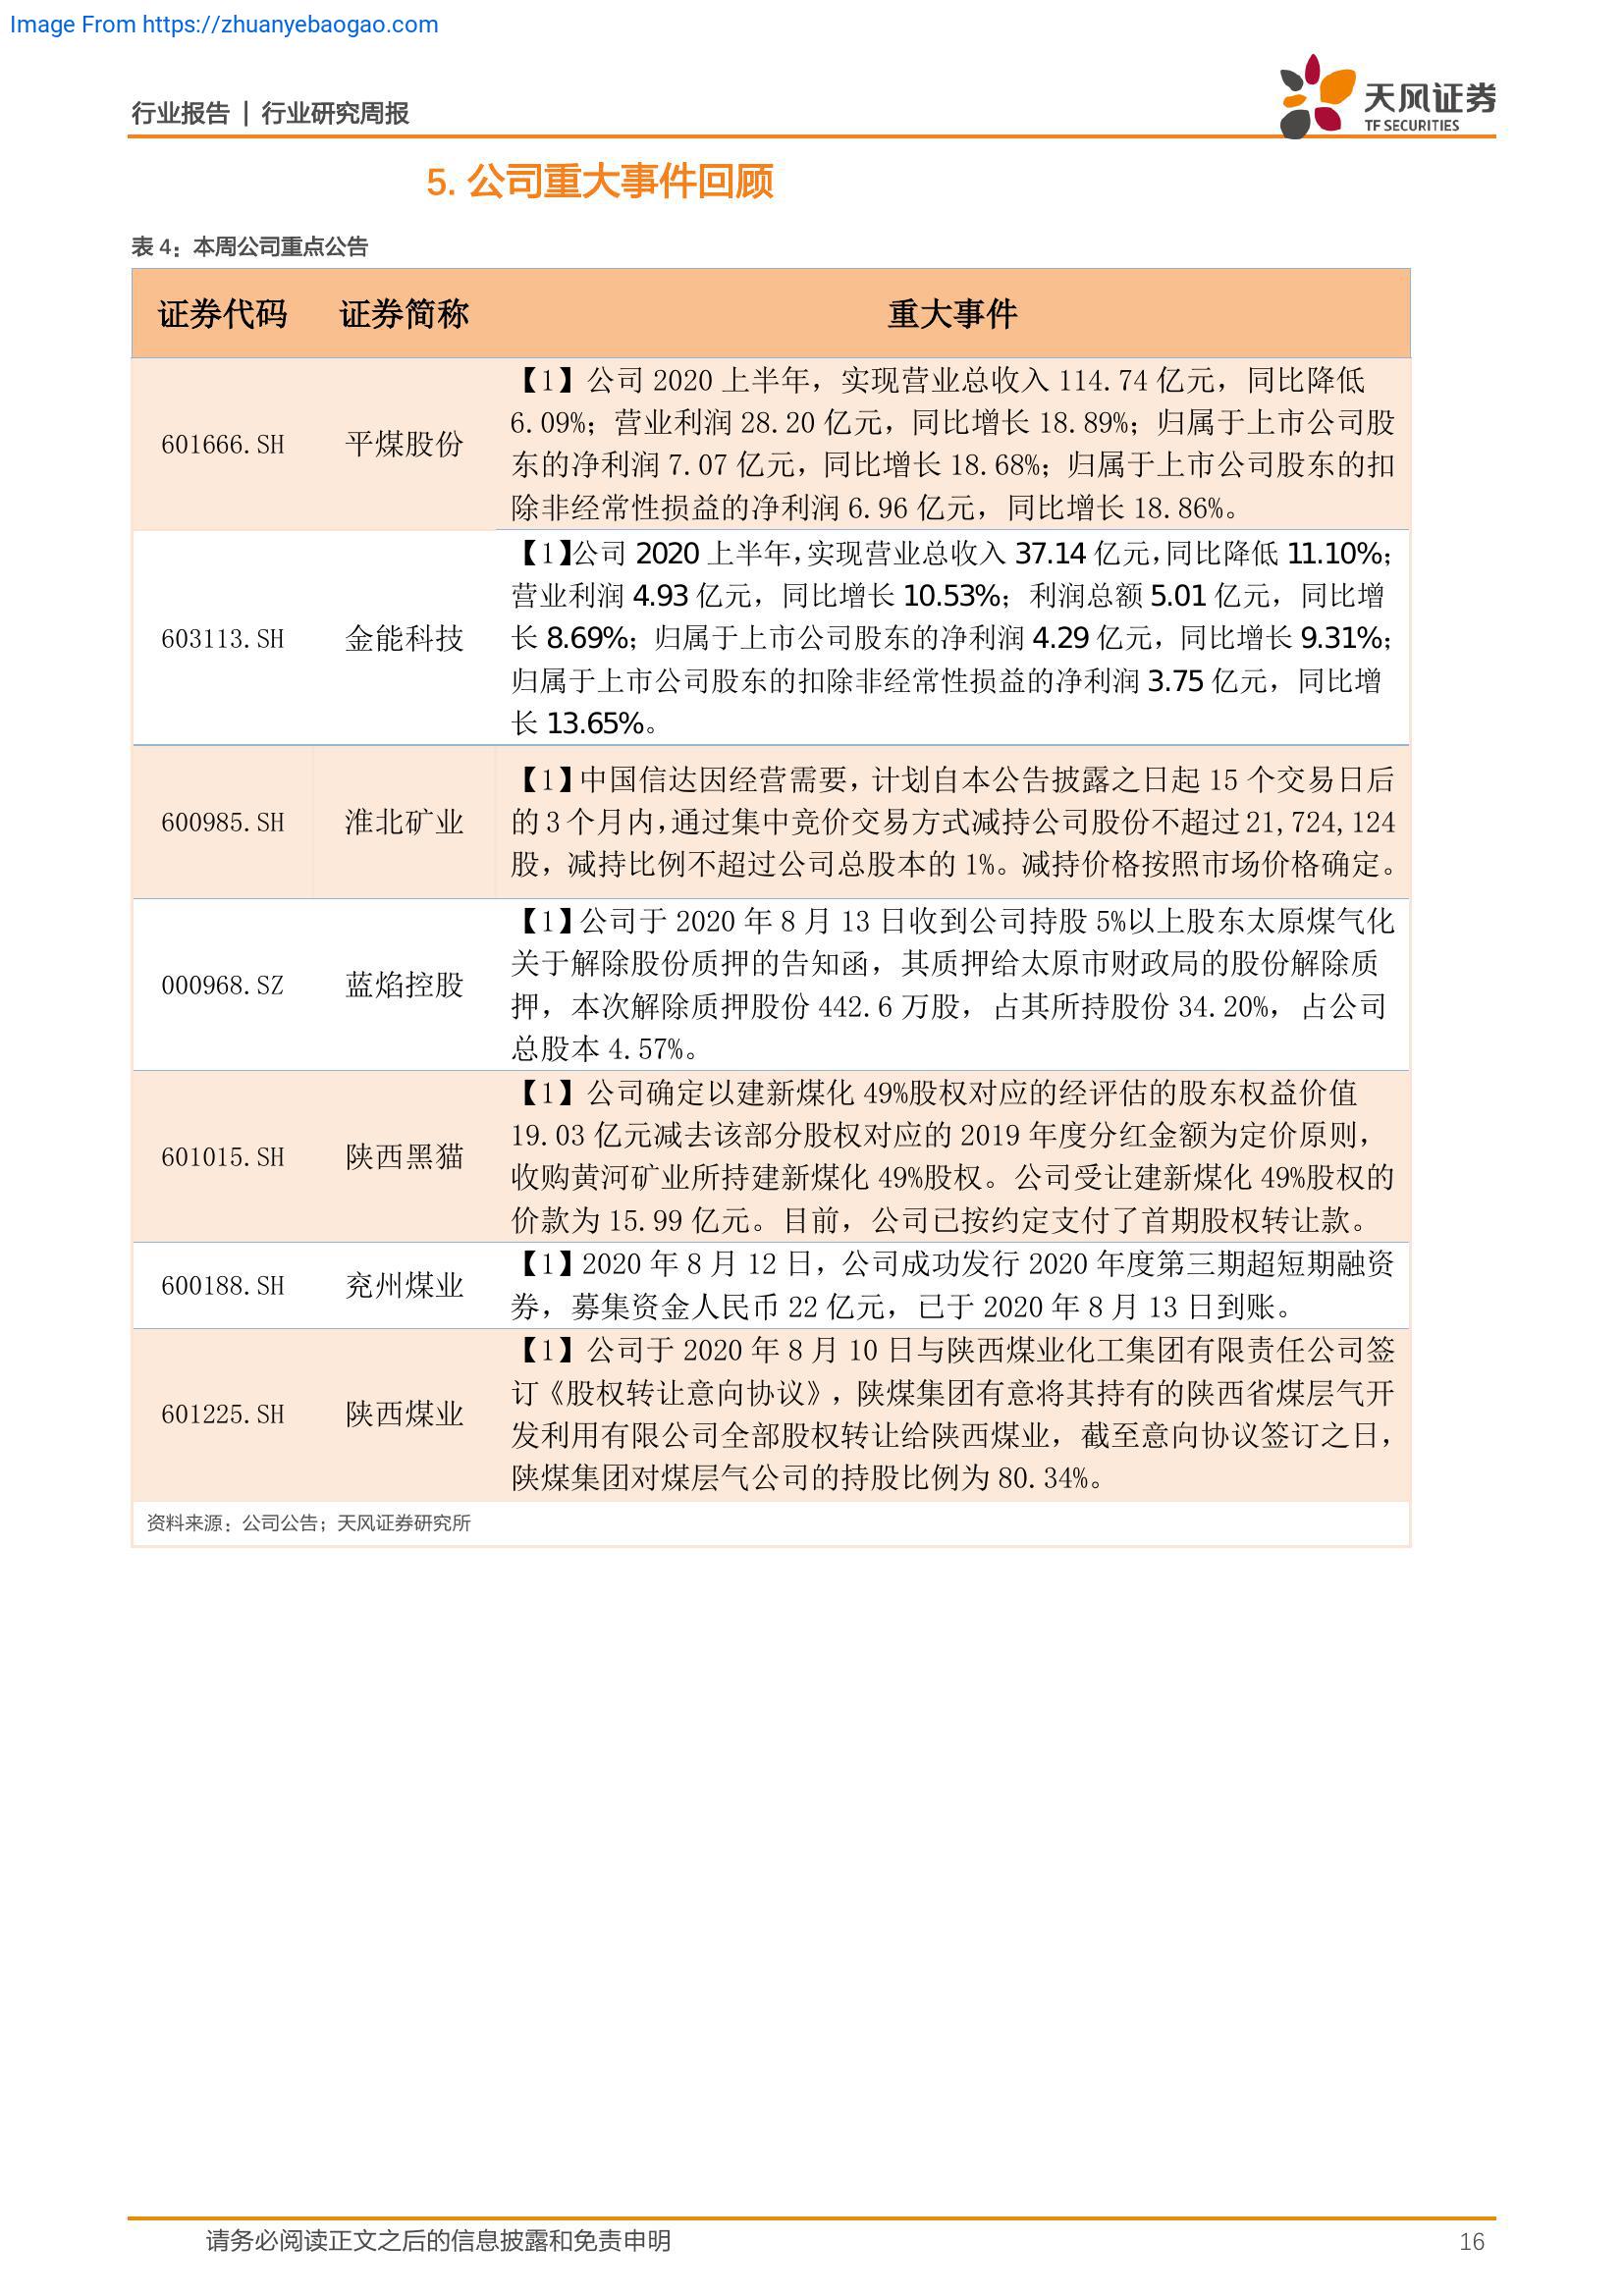 Image From https://zhuanyebaogao.com
行业报告 | 行业研究周报
天风证券
TF SECURITIES
5. 公司重大事件回顾
表 4：本周公司重点公告
证券代码 证券简称 重大事件
601666.SH 平煤股份
【1】 公司 2020 上半年，实现营业总收入 114.74 亿元，同比降低
6.09%；营业利润 28.20 亿元，同比增长 18.89%；归属于上市公司股
东的净利润 7.07 亿元，同比增长 18.68%；归属于上市公司股东的扣
除非经常性损益的净利润 6.96 亿元，同比增长 18.86%。
603113.SH 金能科技
【1】公司 2020 上半年，实现营业总收入 37.14 亿元，同比降低 11.10%；
营业利润 4.93 亿元，同比增长 10.53%；利润总额 5.01 亿元，同比增
长 8.69%；归属于上市公司股东的净利润 4.29 亿元，同比增长 9.31%；
归属于上市公司股东的扣除非经常性损益的净利润 3.75 亿元，同比增
长 13.65%。
600985.SH 淮北矿业
【1】中国信达因经营需要，计划自本公告披露之日起 15 个交易日后
的 3 个月内，通过集中竞价交易方式减持公司股份不超过 21,724,124
股，减持比例不超过公司总股本的 1%。减持价格按照市场价格确定。
000968.SZ 蓝焰控股
【1】公司于 2020 年 8 月 13 日收到公司持股 5%以上股东太原煤气化
关于解除股份质押的告知函，其质押给太原市财政局的股份解除质
押，本次解除质押股份 442.6 万股，占其所持股份 34.20%，占公司
总股本 4.57%。
601015.SH 陕西黑猫
【1】 公司确定以建新煤化 49%股权对应的经评估的股东权益价值
19.03 亿元减去该部分股权对应的 2019 年度分红金额为定价原则，
收购黄河矿业所持建新煤化 49%股权。公司受让建新煤化 49%股权的
价款为 15.99 亿元。目前，公司已按约定支付了首期股权转让款。
600188.SH 兖州煤业
【1】2020 年 8 月 12 日，公司成功发行 2020 年度第三期超短期融资
券，募集资金人民币 22 亿元，已于 2020 年 8 月 13 日到账。
601225.SH 陕西煤业
【1】 公司于 2020 年 8 月 10 日与陕西煤业化工集团有限责任公司签
订《股权转让意向协议》，陕煤集团有意将其持有的陕西省煤层气开
发利用有限公司全部股权转让给陕西煤业，截至意向协议签订之日，
陕煤集团对煤层气公司的持股比例为 80.34%。
资料来源：公司公告；天风证券研究所
请务必阅读正文之后的信息披露和免责申明 16